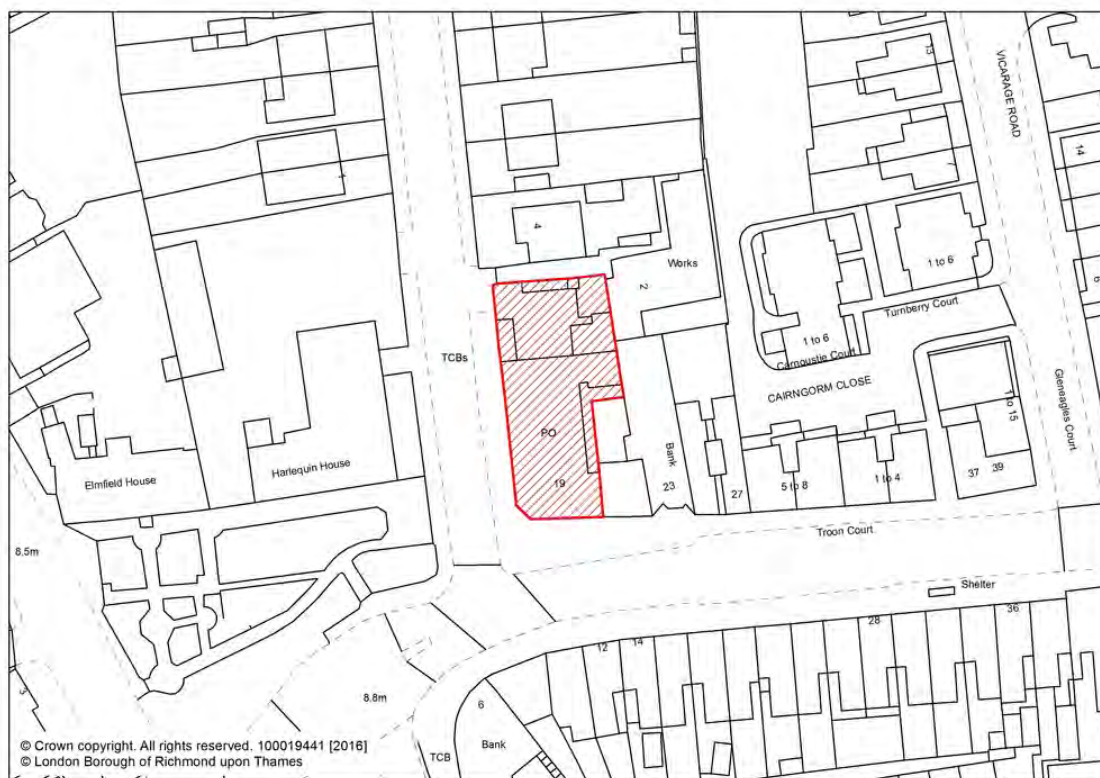 13
VICARAGE ROAD
14
1
4
Works
2
1 to 6
6
Turnberry Court
TCBs
1 to 6
Carnoustie Court
CAIRNGORM CLOSE
Gleneagles Court
1 to 15
PO
Bank
Harlequin House
Elmfield House
19
23
27
5 to 8
1 to 4
37
39
Troon Court
8.5m
Shelter
36
28
12
14
8.8m
6
Bank
TCB
3
© Crown copyright. All rights reserved. 100019441 [2016]
© London Borough of Richmond upon Thames